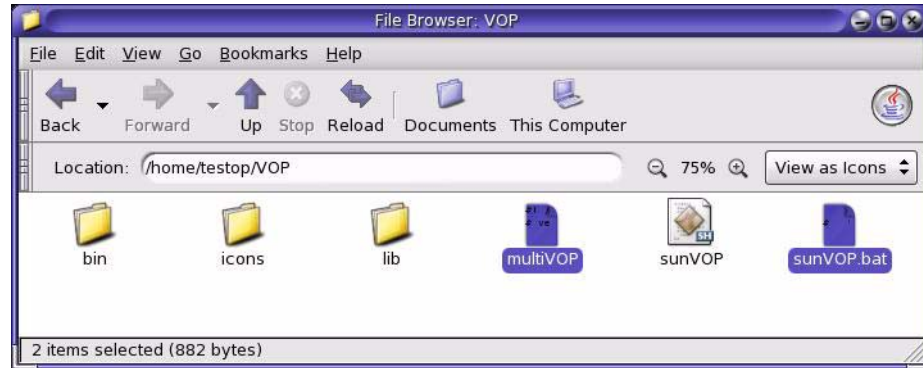 File Browser: VOP
File Edit View Go Bookmarks Help
Back Forward Up Stop Reload Documents This Computer
Location: /home/testop/VOP 75% View as Icons
SH
bin icons lib multiVOP sunVOP sunVOP.bat
2 items selected (882 bytes)